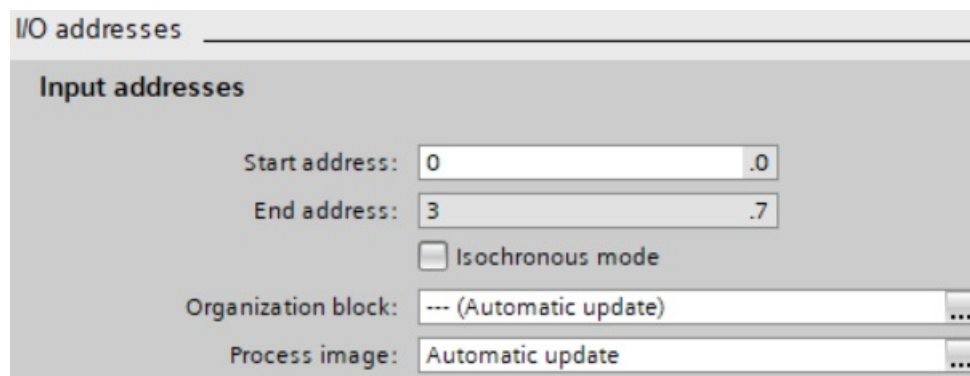 I/O addresses
Input addresses
Start address: 0 .0
End address: 3 .7
Isochronous mode
Organization block: --- (Automatic update) ...
Process image: Automatic update ...